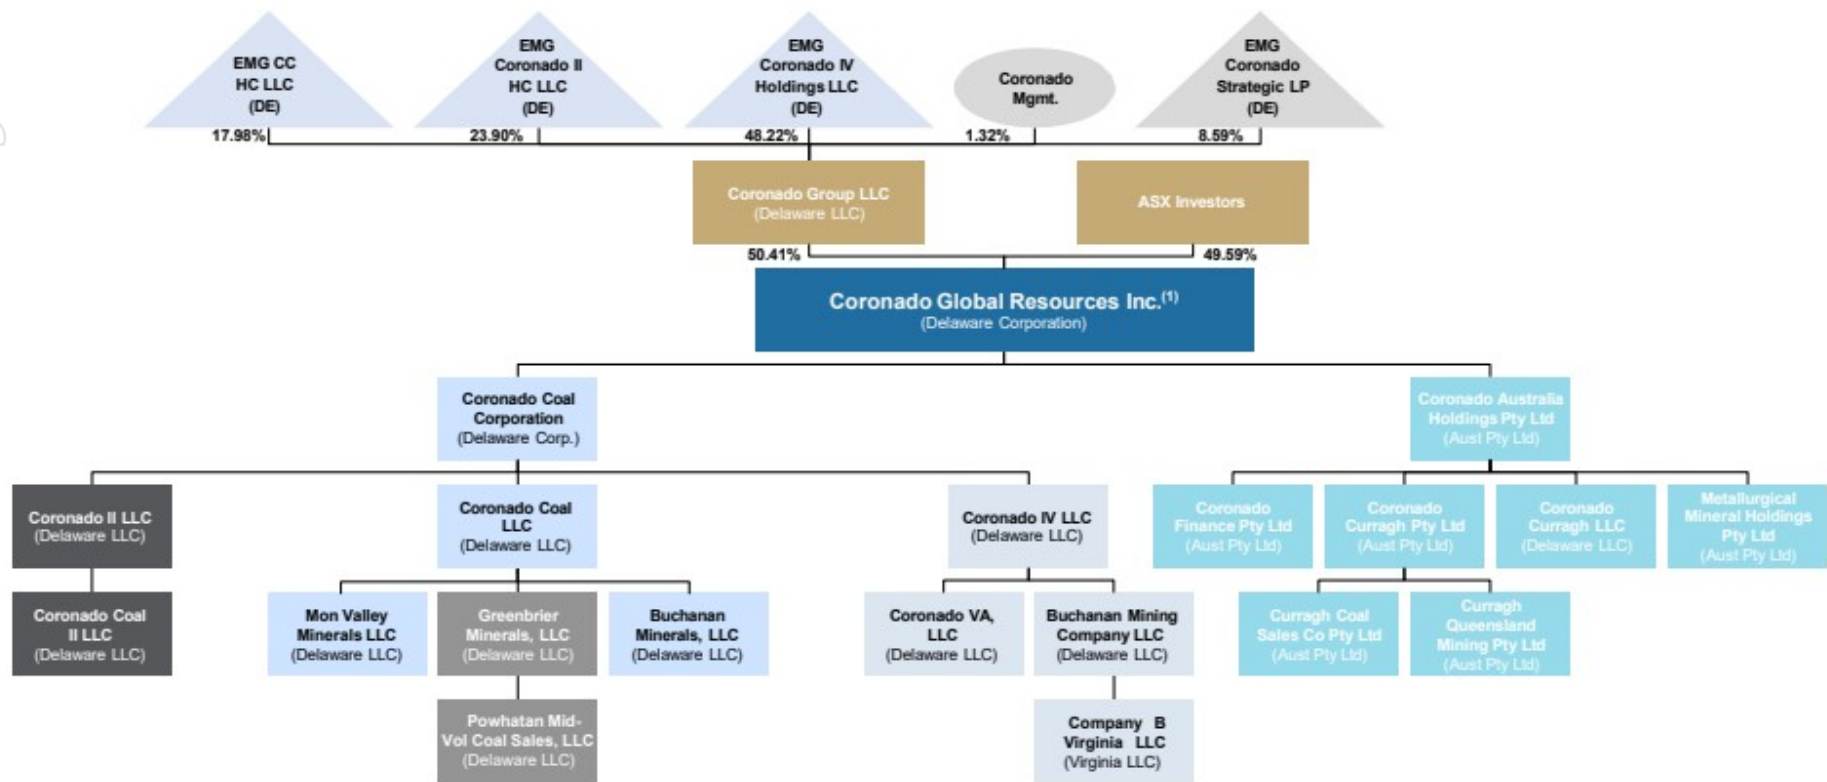 EMG CC
HC LLC
(DE)
EMG
Coronado II
HC LLC
(DE)
EMG
Coronado IV
Holdings LLC
(DE)
Coronado
Mgmt.
EMG
Coronado
Strategic LP
(DE)
17.98%
23.90%
48.22%
1.32%
8.59%
Coronado Group LLC
(Delaware LLC)
ASX Investors
50.41%
49.59%
Coronado Global Resources Inc.(1)
(Delaware Corporation)
Coronado Coal
Corporation
(Delaware Corp.)
Coronado Australia
Holdings Pty Ltd
(Aust Pty Ltd)
Coronado II LLC
(Delaware LLC)
Coronado Coal
LLC
(Delaware LLC)
Coronado IV LLC
(Delaware LLC)
Coronado
Finance Pty Ltd
(Aust Pty Ltd)
Coronado
Curragh Pty Ltd
(Aust Pty Ltd)
Coronado
Curragh LLC
(Delaware LLC)
Metallurgical
Mineral Holdings
Pty Ltd
(Aust Pty Ltd)
Coronado Coal
II LLC
(Delaware LLC)
Mon Valley
Minerals LLC
(Delaware LLC)
Greenbrier
Minerals, LLC
(Delaware LLC)
Buchanan
Minerals, LLC
(Delaware LLC)
Coronado VA,
LLC
(Delaware LLC)
Buchanan Mining
Company LLC
(Delaware LLC)
Curragh Coal
Sales Co Pty Ltd
(Aust Pty Ltd)
Curragh
Queensland
Mining Pty Ltd
(Aust Pty Ltd)
Powhatan Mid-
Vol Coal Sales, LLC
(Delaware LLC)
Company B
Virginia LLC
(Virginia LLC)